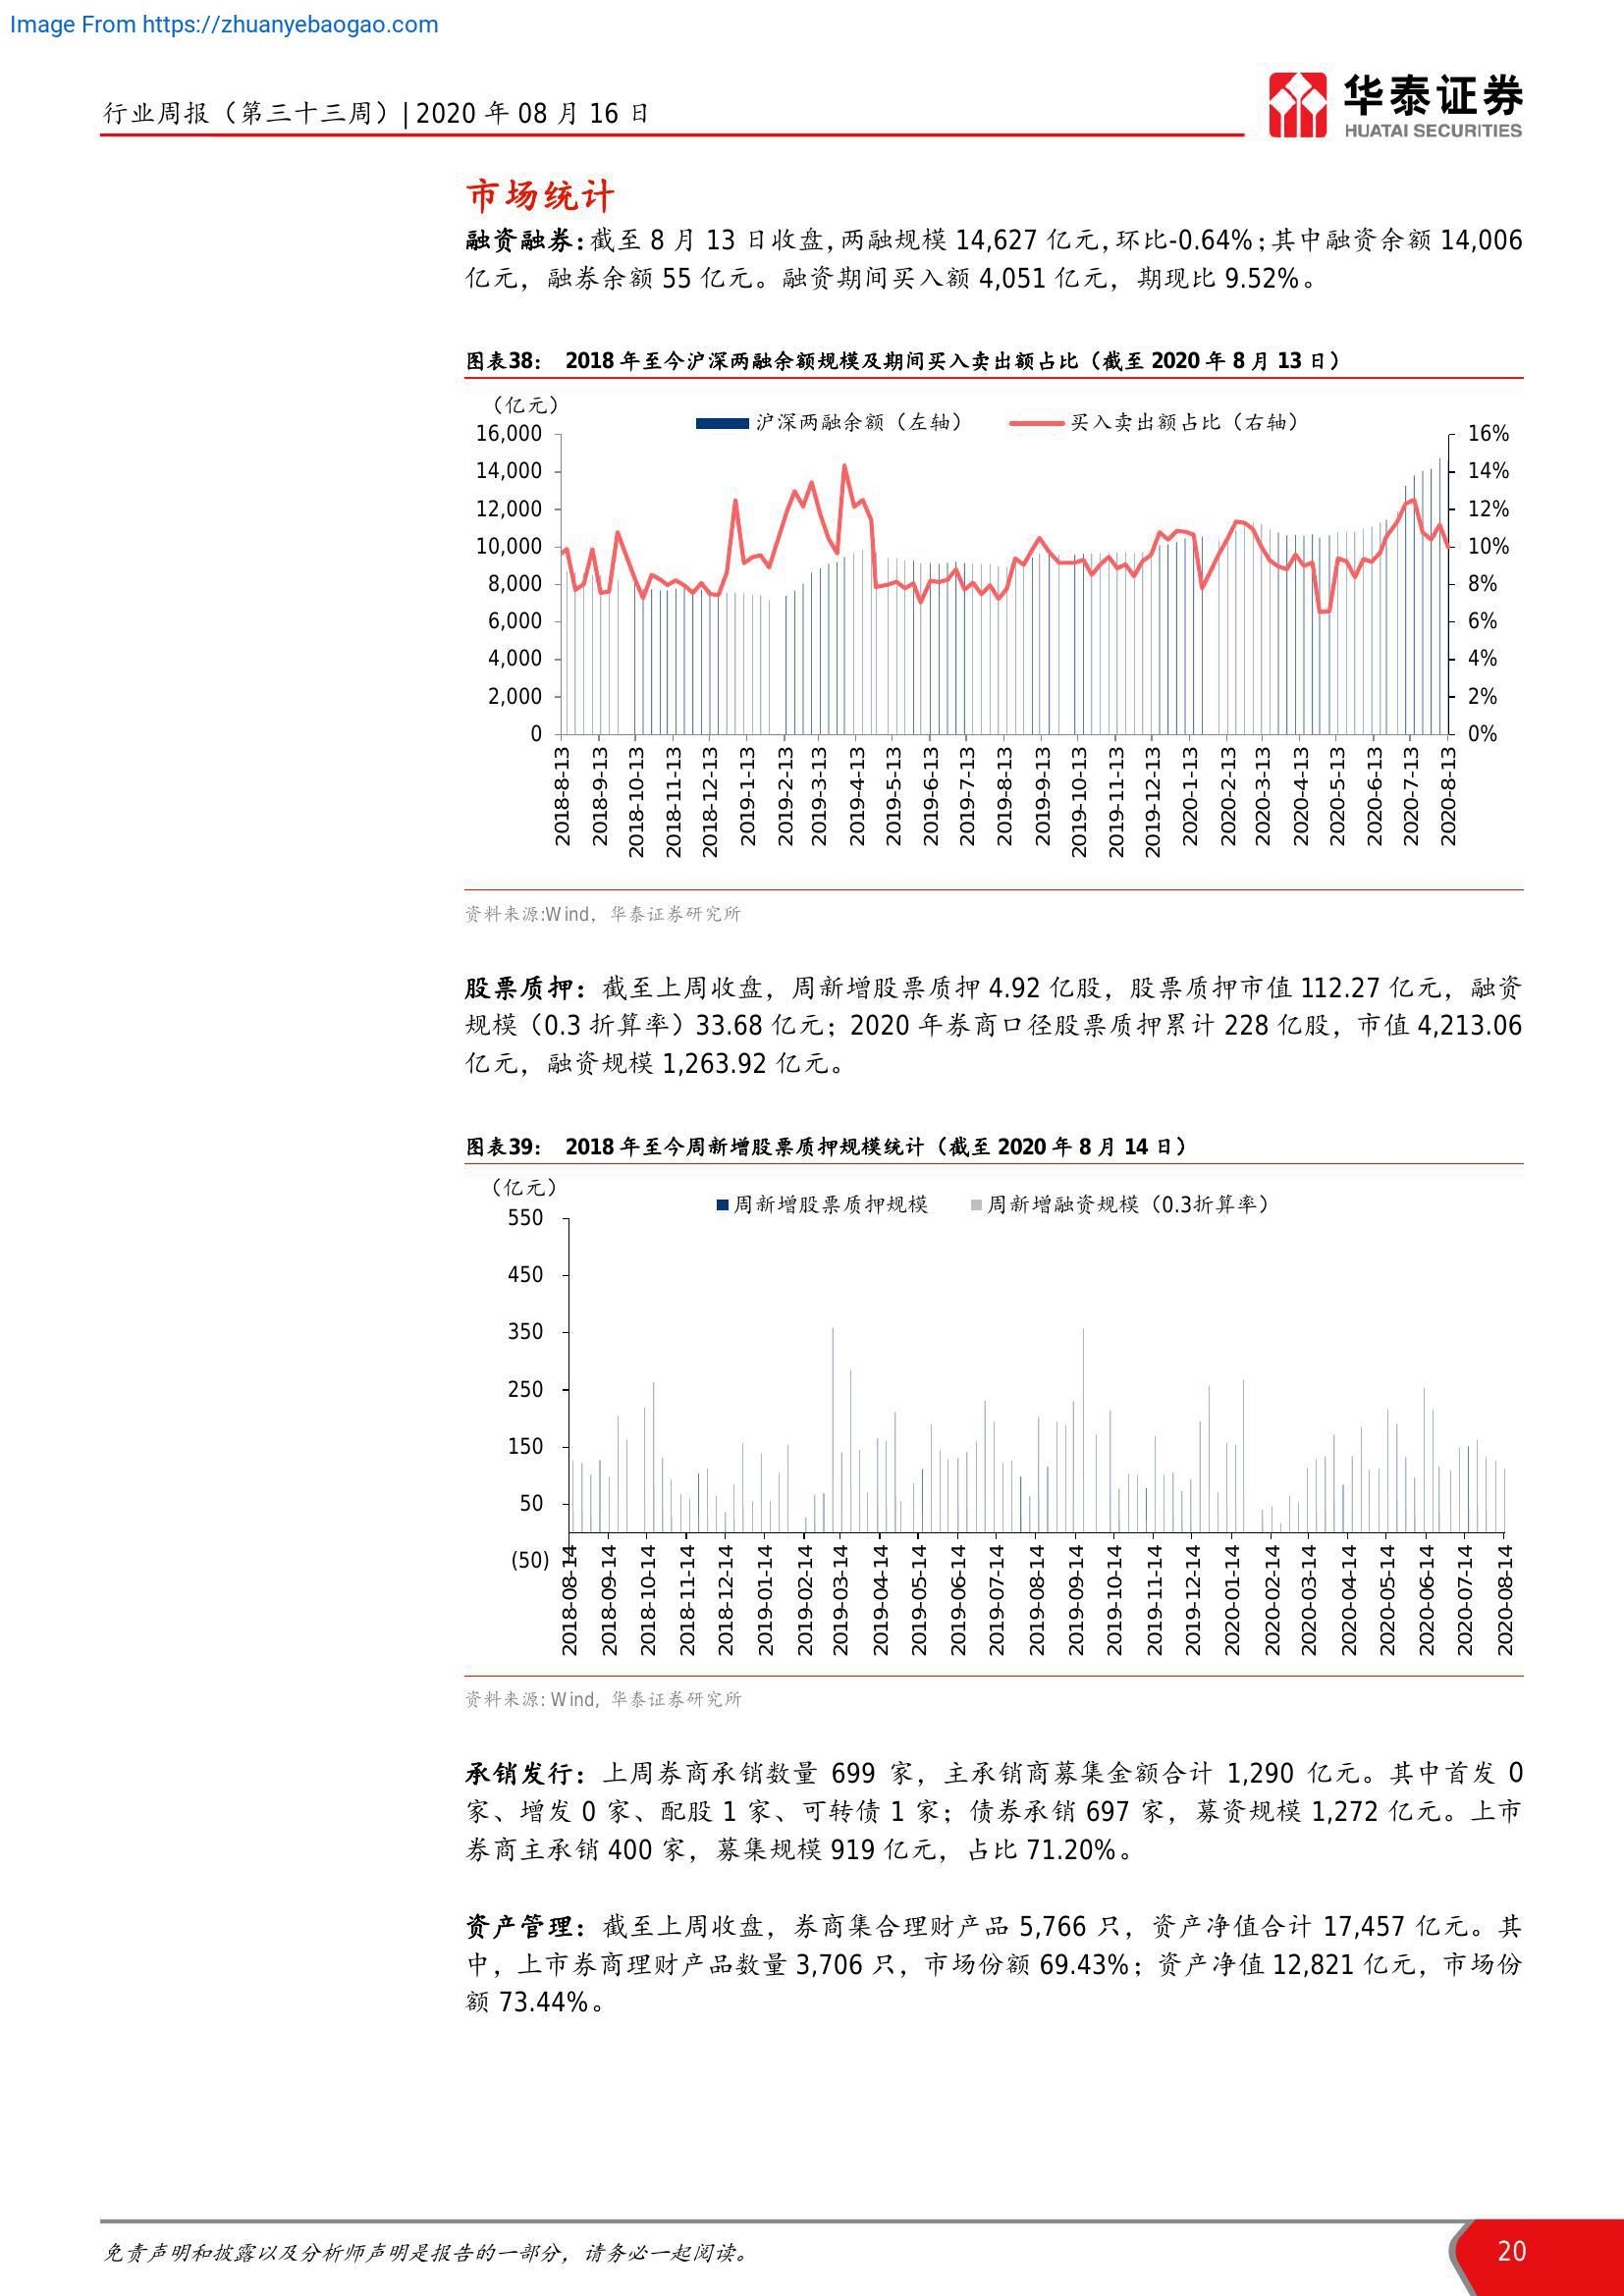 Image From https://zhuanyebaogao.com
行业周报（第三十三周）| 2020 年 08 月 16 日
华泰证券
HUATAI SECURITIES
市场统计
融资融券：截至 8 月 13 日收盘，两融规模 14,627 亿元，环比-0.64%；其中融资余额 14,006
亿元，融券余额 55 亿元。融资期间买入额 4,051 亿元，期现比 9.52%。
图表38： 2018 年至今沪深两融余额规模及期间买入卖出额占比（截至 2020 年 8 月 13 日）
（亿元）
沪深两融余额（左轴） 买入卖出额占比（右轴）
16,000 16%
14,000 14%
12,000 12%
10,000 10%
8,000 8%
6,000 6%
4,000 4%
2,000 2%
0 0%
2018-8-13 2018-9-13 2018-10-13 2018-11-13 2018-12-13 2019-1-13 2019-2-13 2019-3-13 2019-4-13 2019-5-13 2019-6-13 2019-7-13 2019-8-13 2019-9-13 2019-10-13 2019-11-13 2019-12-13 2020-1-13 2020-2-13 2020-3-13 2020-4-13 2020-5-13 2020-6-13 2020-7-13 2020-8-13
资料来源:Wind，华泰证券研究所
股票质押：截至上周收盘，周新增股票质押 4.92 亿股，股票质押市值 112.27 亿元，融资
规模（0.3 折算率）33.68 亿元；2020 年券商口径股票质押累计 228 亿股，市值 4,213.06
亿元，融资规模 1,263.92 亿元。
图表39： 2018 年至今周新增股票质押规模统计（截至 2020 年 8 月 14 日）
（亿元）
周新增股票质押规模 周新增融资规模（0.3折算率）
550
450
350
250
150
50
(50)
2018-08-14 2018-09-14 2018-10-14 2018-11-14 2018-12-14 2019-01-14 2019-02-14 2019-03-14 2019-04-14 2019-05-14 2019-06-14 2019-07-14 2019-08-14 2019-09-14 2019-10-14 2019-11-14 2019-12-14 2020-01-14 2020-02-14 2020-03-14 2020-04-14 2020-05-14 2020-06-14 2020-07-14 2020-08-14
资料来源: Wind，华泰证券研究所
承销发行：上周券商承销数量 699 家，主承销商募集金额合计 1,290 亿元。其中首发 0
家、增发 0 家、配股 1 家、可转债 1 家；债券承销 697 家，募资规模 1,272 亿元。上市
券商主承销 400 家，募集规模 919 亿元，占比 71.20%。
资产管理：截至上周收盘，券商集合理财产品 5,766 只，资产净值合计 17,457 亿元。其
中，上市券商理财产品数量 3,706 只，市场份额 69.43%；资产净值 12,821 亿元，市场份
额 73.44%。
免责声明和披露以及分析师声明是报告的一部分，请务必一起阅读。
20